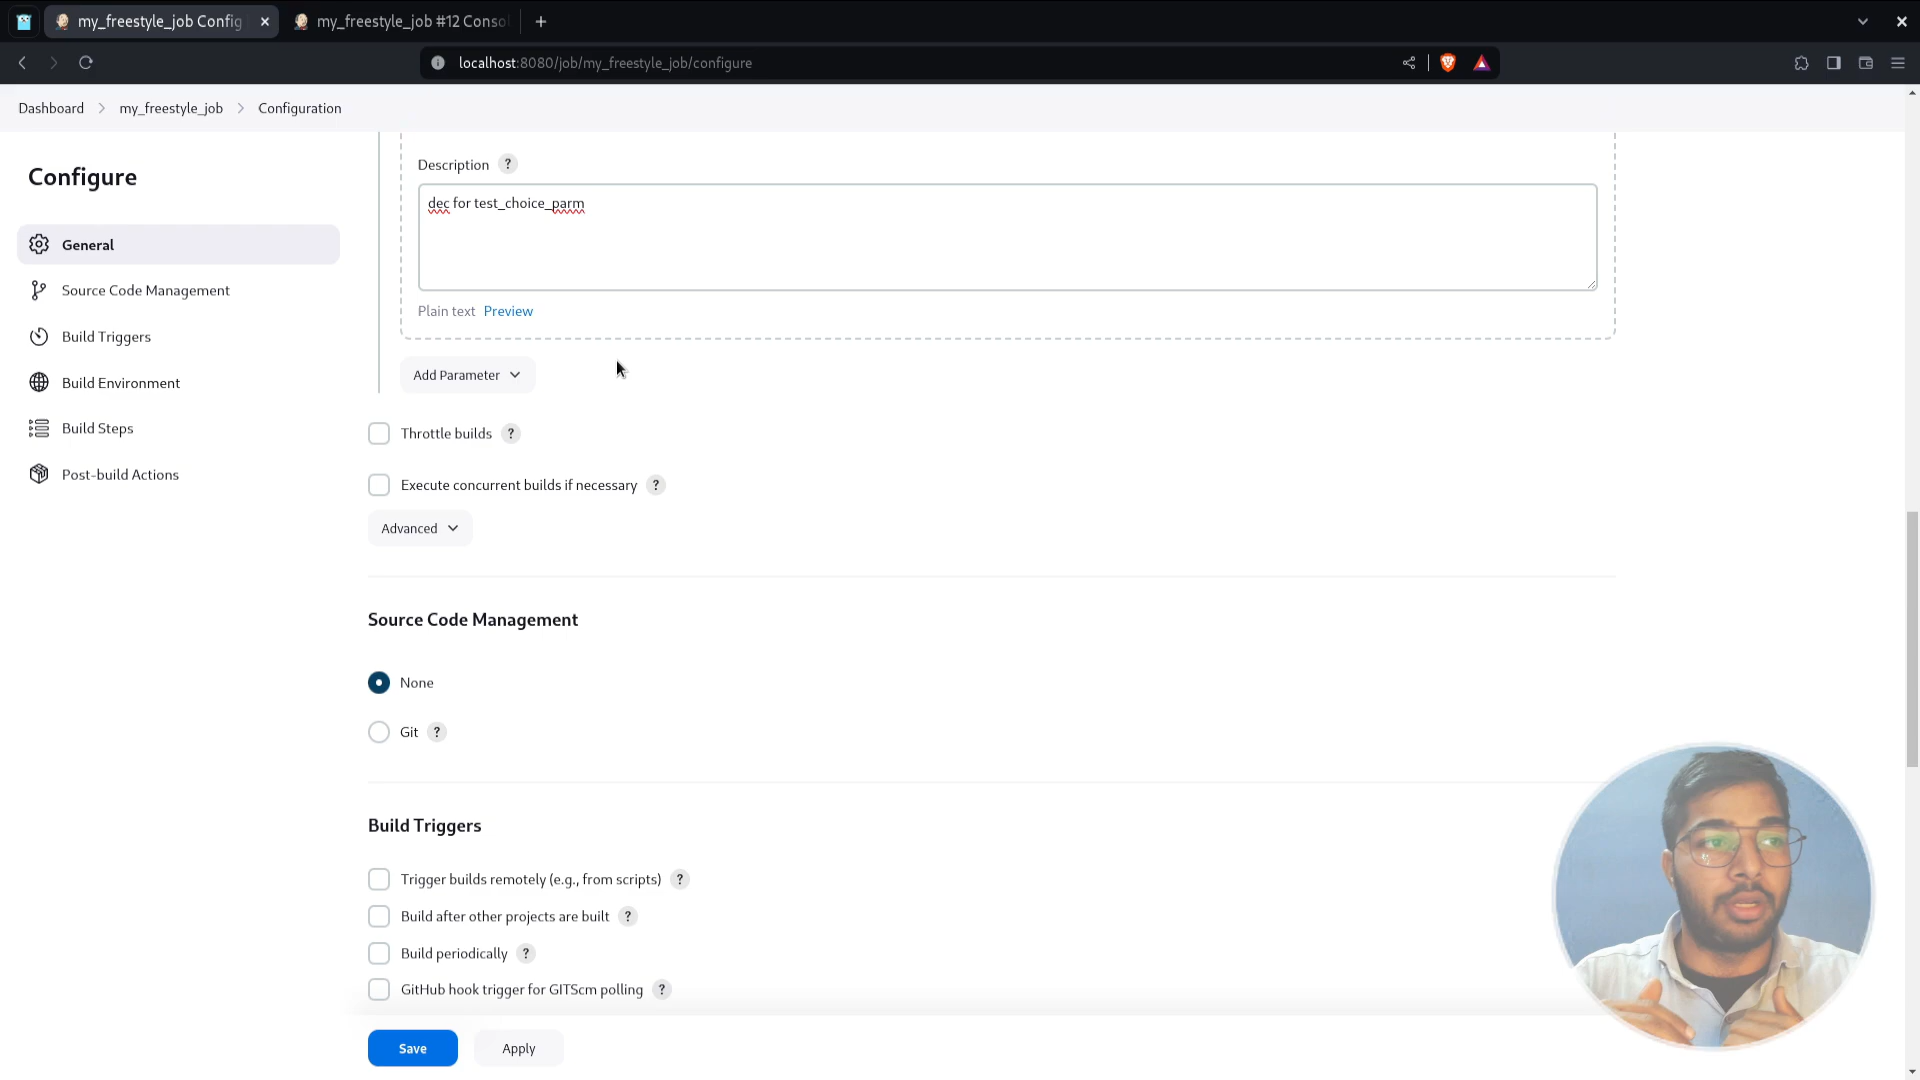 my_freestyle_job Config
my_freestyle_job #12 Conso
localhost:8080/job/my_freestyle_job/configure
Dashboard
my_freestyle_job
Configuration
Configure
General
Source Code Management
Build Triggers
Build Environment
Build Steps
Post-build Actions
Description ?
dec for test_choice_parm
Plain text Preview
Add Parameter
Throttle builds ?
Execute concurrent builds if necessary ?
Advanced
Source Code Management
None
Git ?
Build Triggers
Trigger builds remotely (e.g., from scripts) ?
Build after other projects are built ?
Build periodically ?
GitHub hook trigger for GITScm polling ?
Save
Apply